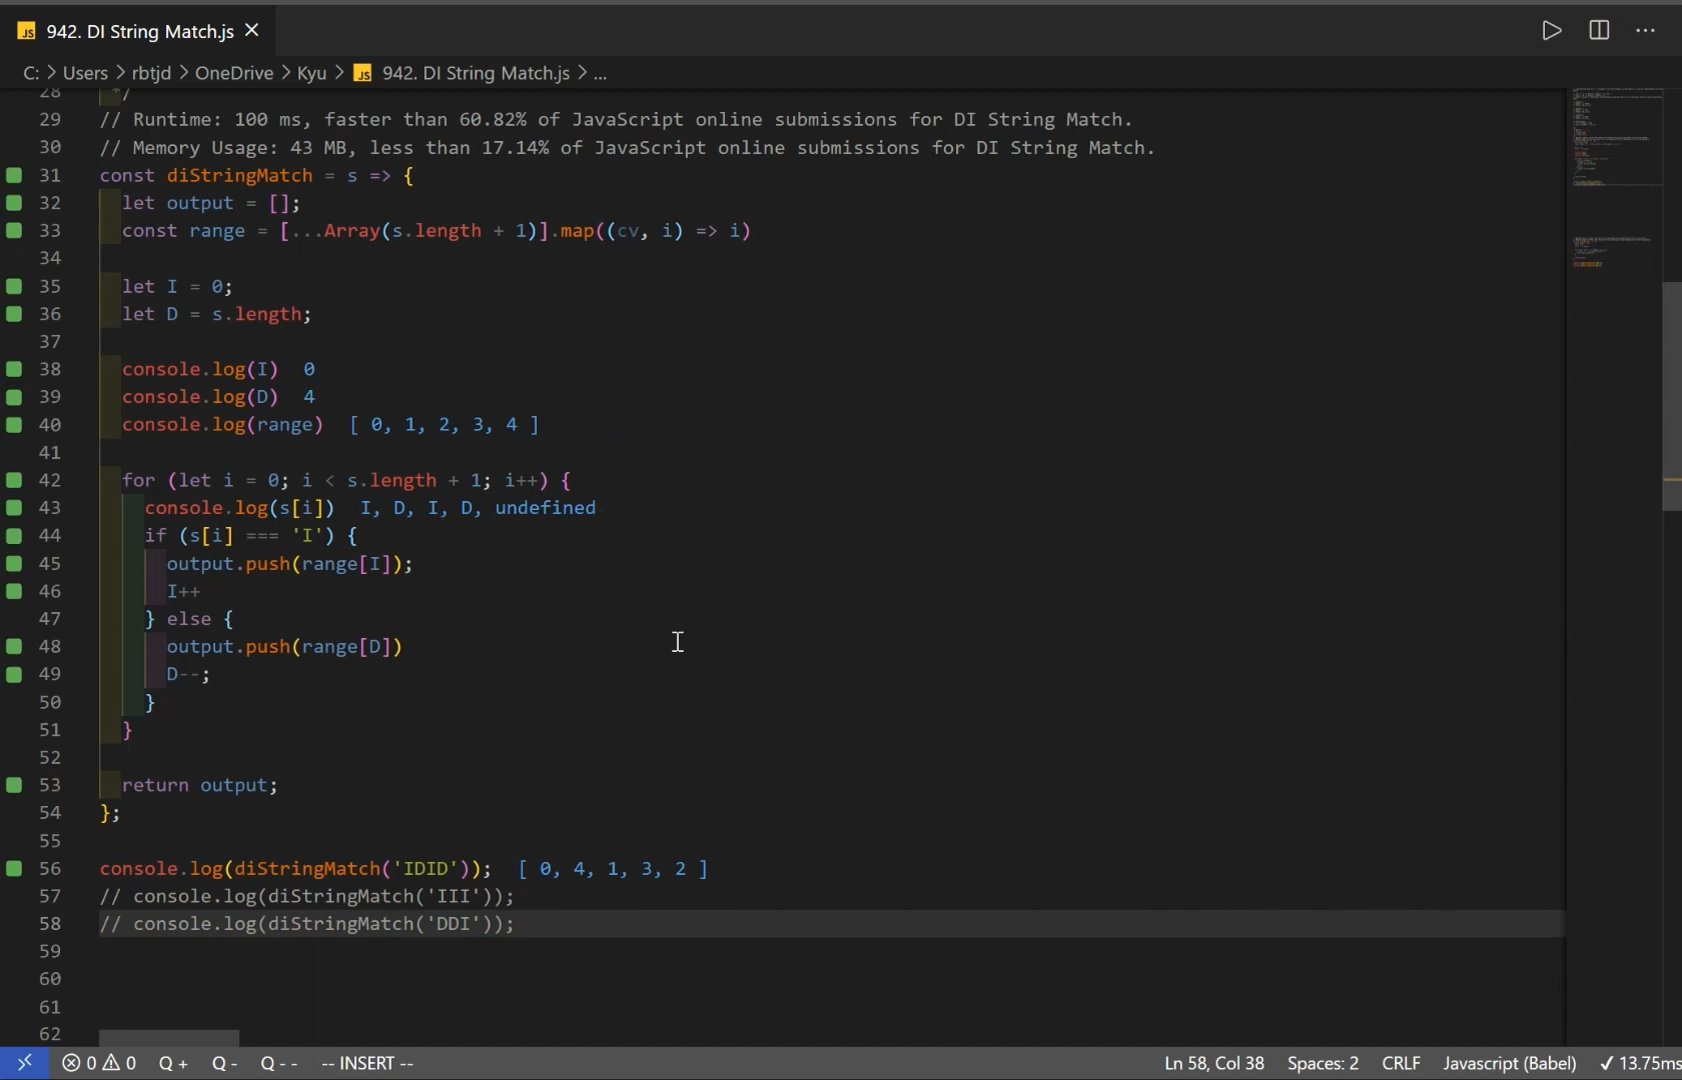 JS 942. DI String Match.js ✕
C: > Users > rbtjd > OneDrive > Kyu > JS 942. DI String Match.js > ...
28 */
29 // Runtime: 100 ms, faster than 60.82% of JavaScript online submissions for DI String Match.
30 // Memory Usage: 43 MB, less than 17.14% of JavaScript online submissions for DI String Match.
31 const diStringMatch = s => {
32 let output = [];
33 const range = [...Array(s.length + 1)].map((cv, i) => i)
34
35 let I = 0;
36 let D = s.length;
37
38 console.log(I) 0
39 console.log(D) 4
40 console.log(range) [ 0, 1, 2, 3, 4 ]
41
42 for (let i = 0; i < s.length + 1; i++) {
43 console.log(s[i]) I, D, I, D, undefined
44 if (s[i] === 'I') {
45 output.push(range[I]);
46 I++
47 } else {
48 output.push(range[D])
49 D--;
50 }
51 }
52
53 return output;
54 };
55
56 console.log(diStringMatch('IDID')); [ 0, 4, 1, 3, 2 ]
57 // console.log(diStringMatch('III'));
58 // console.log(diStringMatch('DDI'));
59
60
61
62
0 0 Q + Q - Q - - -- INSERT -- Ln 58, Col 38 Spaces: 2 CRLF Javascript (Babel) ✓ 13.75ms